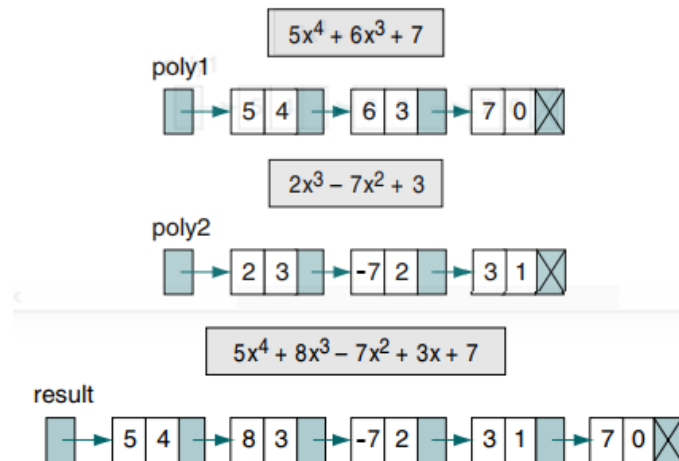 5x⁴ + 6x³ + 7
poly1
5 4 6 3 7 0
2x³ – 7x² + 3
poly2
2 3 -7 2 3 1
5x⁴ + 8x³ – 7x² + 3x + 7
result
5 4 8 3 -7 2 3 1 7 0